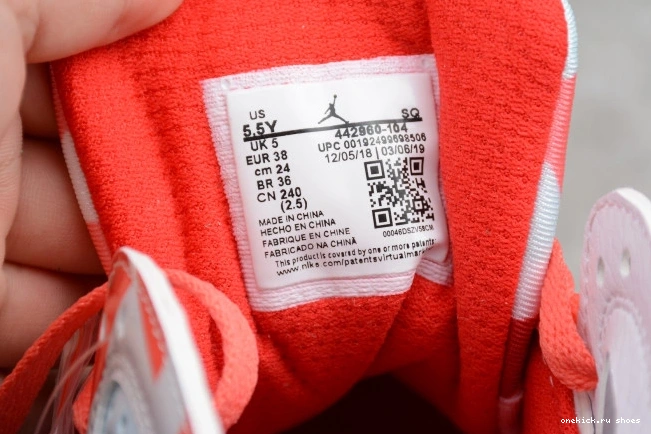 US
SQ
5.5Y
442960-104
UK 5
UPC 00192499698506
EUR 38
12/05/18 | 03/06/19
cm 24
BR 36
CN 240
(2.5)
MADE IN CHINA
HECHO EN CHINA
FABRIQUE EN CHINE
FABRICADO NA CHINA
00046DSZV5BCM
This product is covered by one or more patents
www.nike.com/patentsvirtualmar
onekick.ru shoes